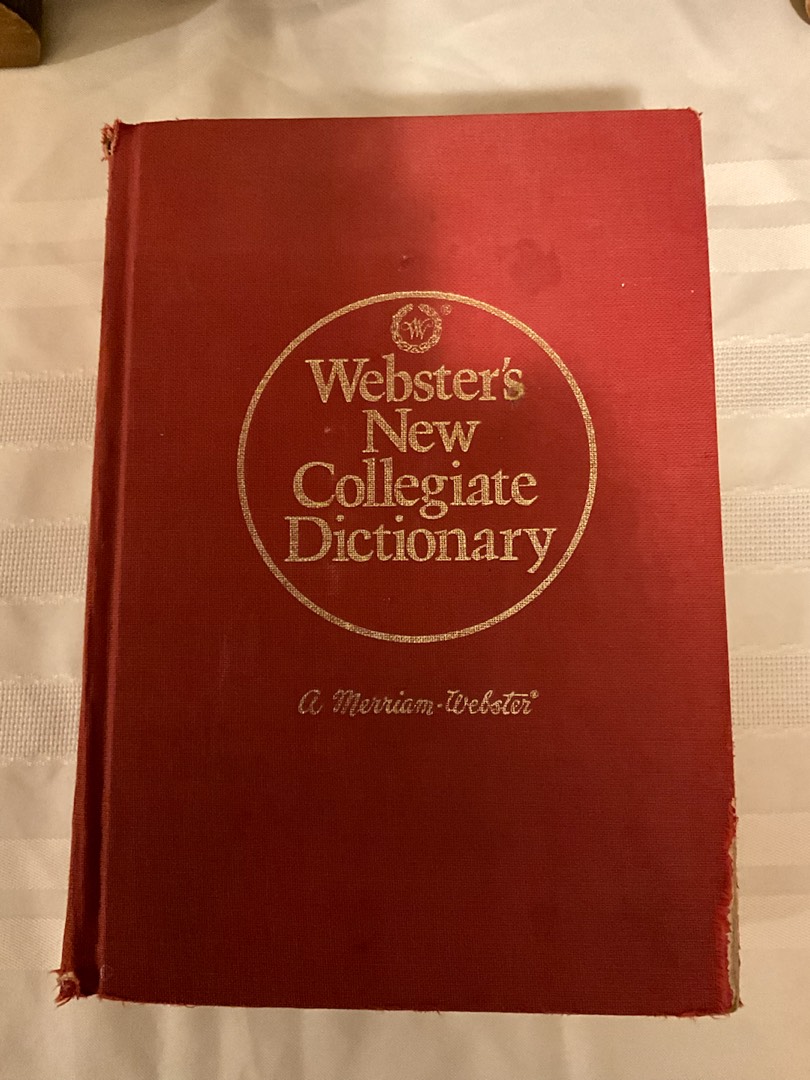 W
®
Webster's
New
Collegiate
Dictionary
A Merriam-Webster®